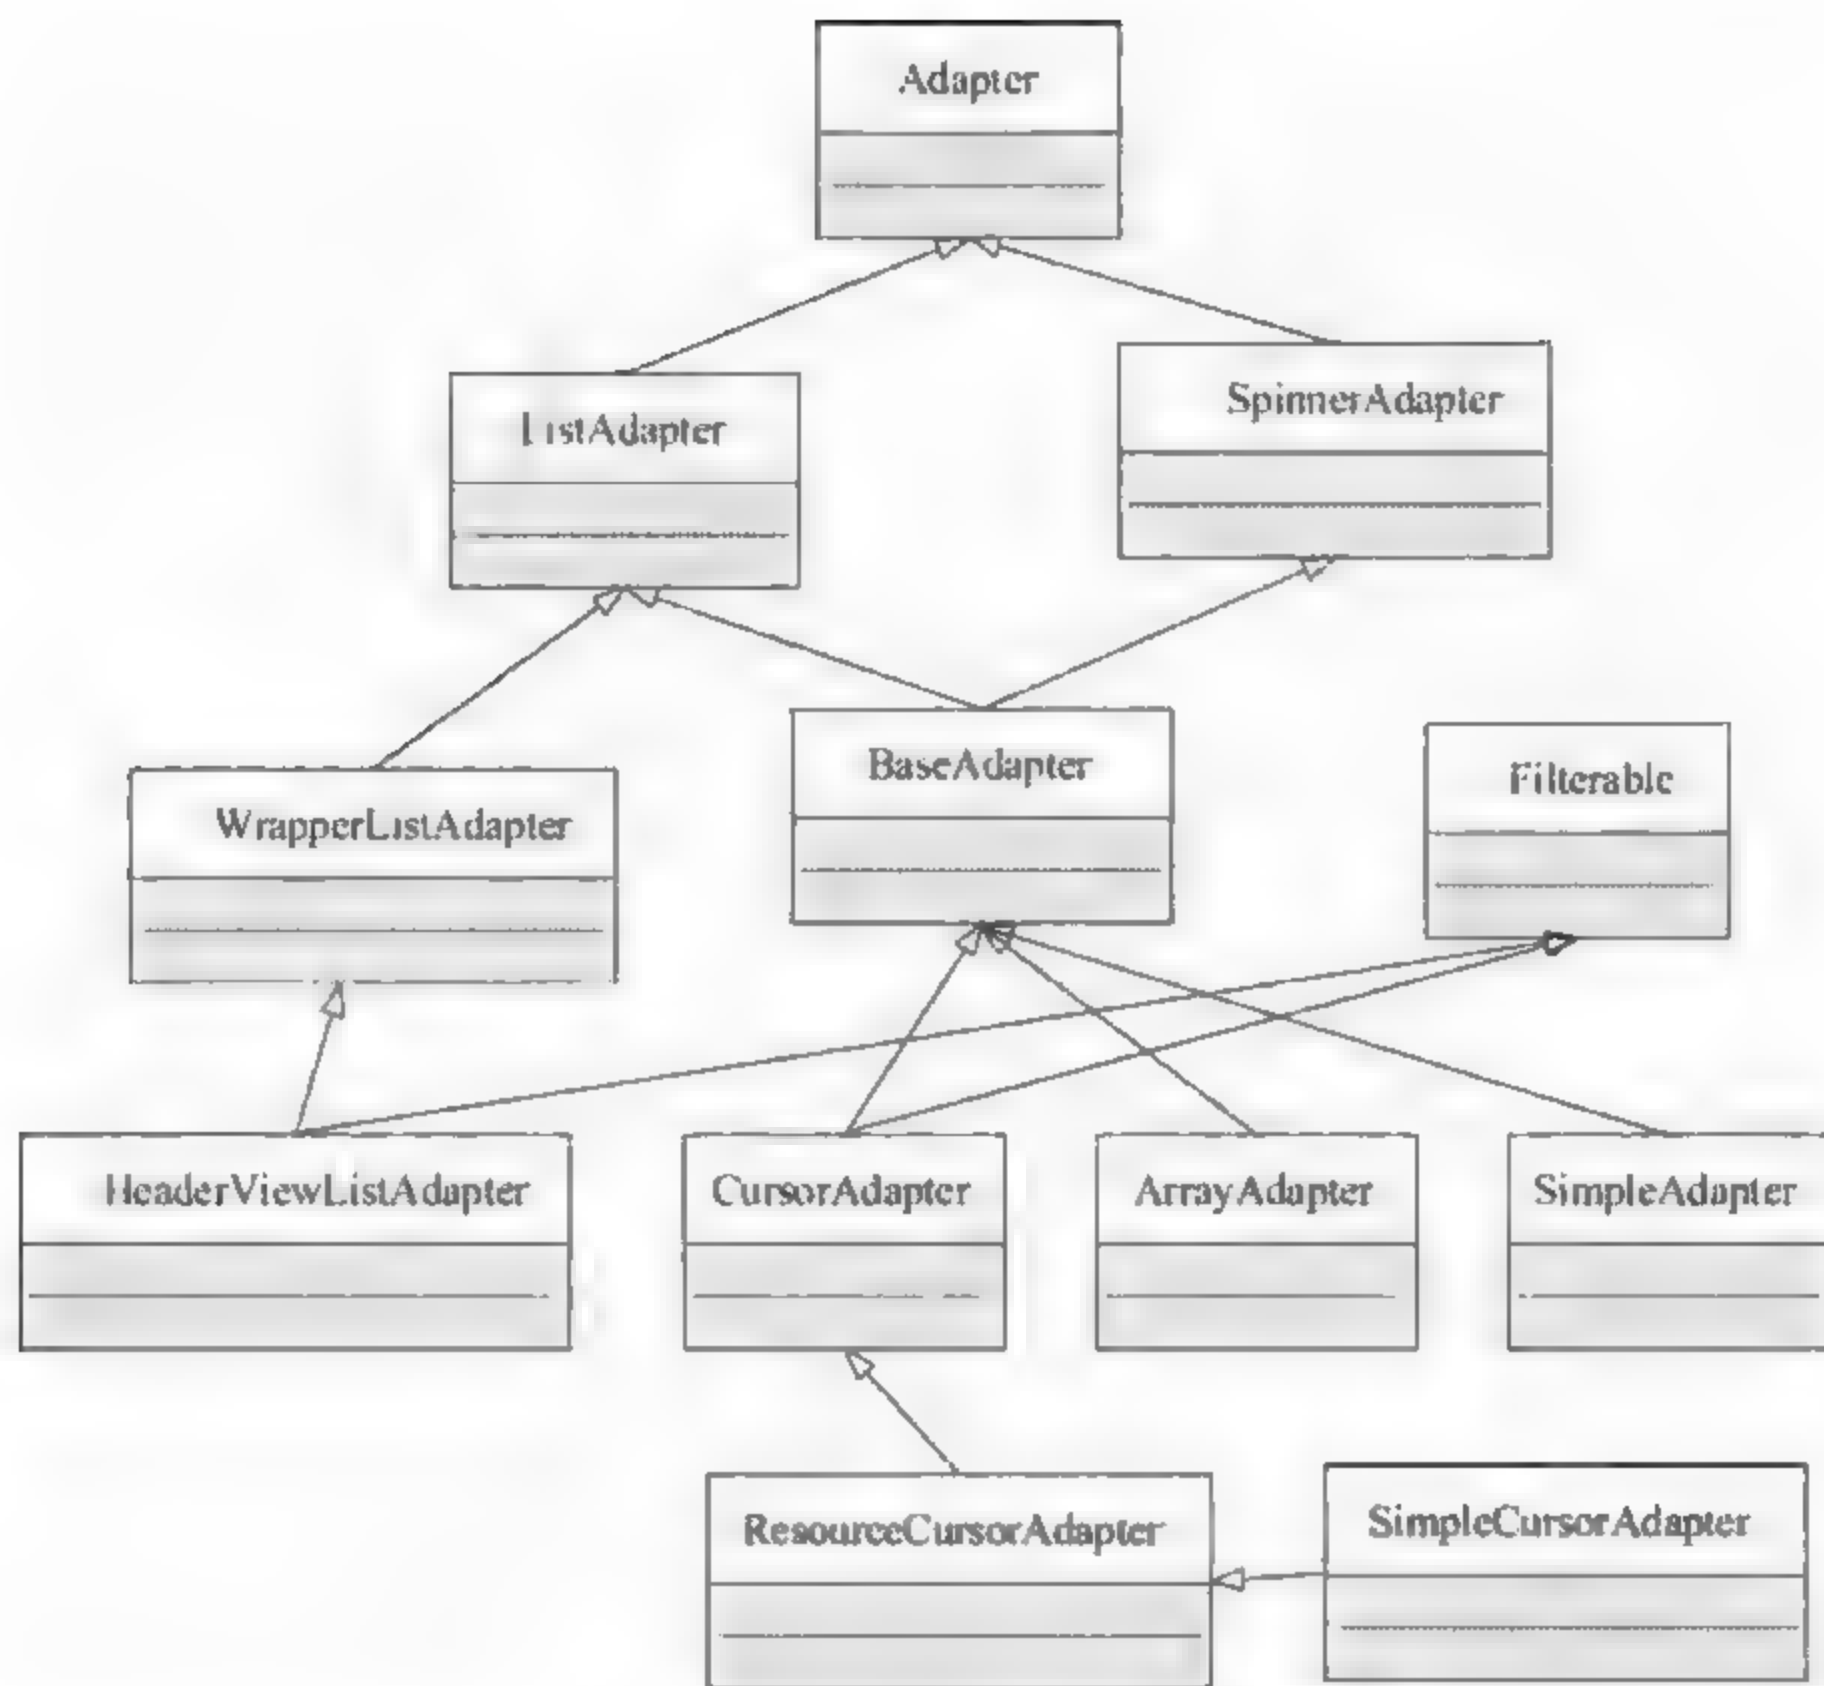 Adapter
SpinnerAdapter
ListAdapter
BaseAdapter
Filterable
WrapperListAdapter
HeaderViewListAdapter
CursorAdapter
ArrayAdapter
SimpleAdapter
ResourceCursorAdapter
SimpleCursorAdapter